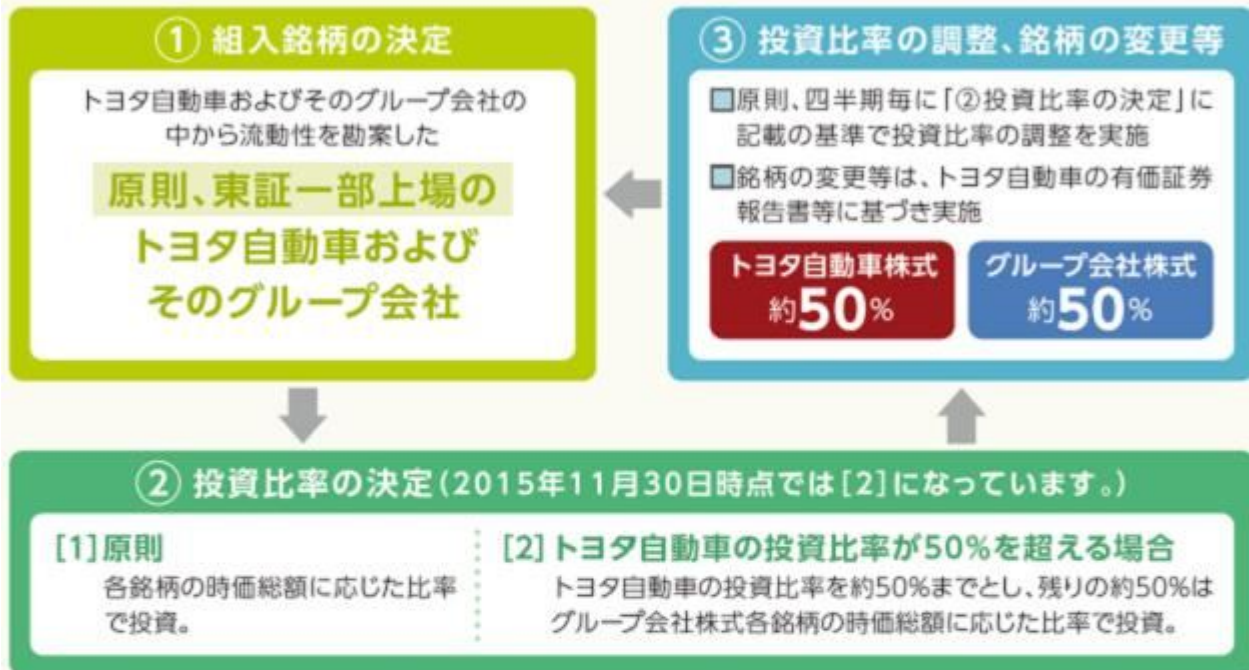 ① 組入銘柄の決定
トヨタ自動車およびそのグループ会社の
中から流動性を勘案した
原則、東証一部上場の
トヨタ自動車および
そのグループ会社
② 投資比率の決定(2015年11月30日時点では[2]になっています。)
[1]原則
各銘柄の時価総額に応じた比率
で投資。
[2]トヨタ自動車の投資比率が50%を超える場合
トヨタ自動車の投資比率を約50%までとし、残りの約50%は
グループ会社株式各銘柄の時価総額に応じた比率で投資。
③ 投資比率の調整、銘柄の変更等
□原則、四半期毎に「②投資比率の決定」に
記載の基準で投資比率の調整を実施
□銘柄の変更等は、トヨタ自動車の有価証券
報告書等に基づき実施
トヨタ自動車株式
約50%
グループ会社株式
約50%